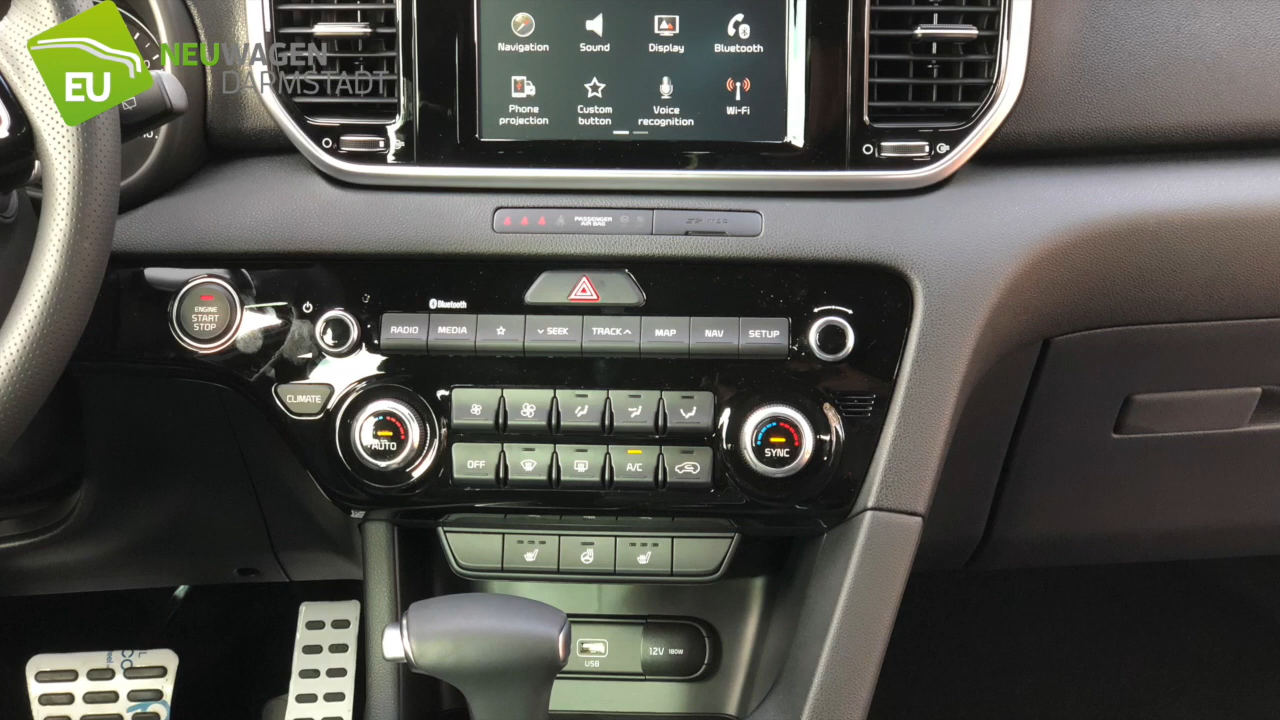 EU
NEUWAGEN
DARMSTADT
Navigation
Sound
Display
Bluetooth
Phone
projection
Custom
button
Voice
recognition
Wi-Fi
PASSENGER
AIR BAG
ENGINE
START
STOP
Bluetooth
RADIO
MEDIA
SEEK
TRACK
MAP
NAV
SETUP
CLIMATE
AUTO
OFF
A/C
SYNC
USB
12V 180W